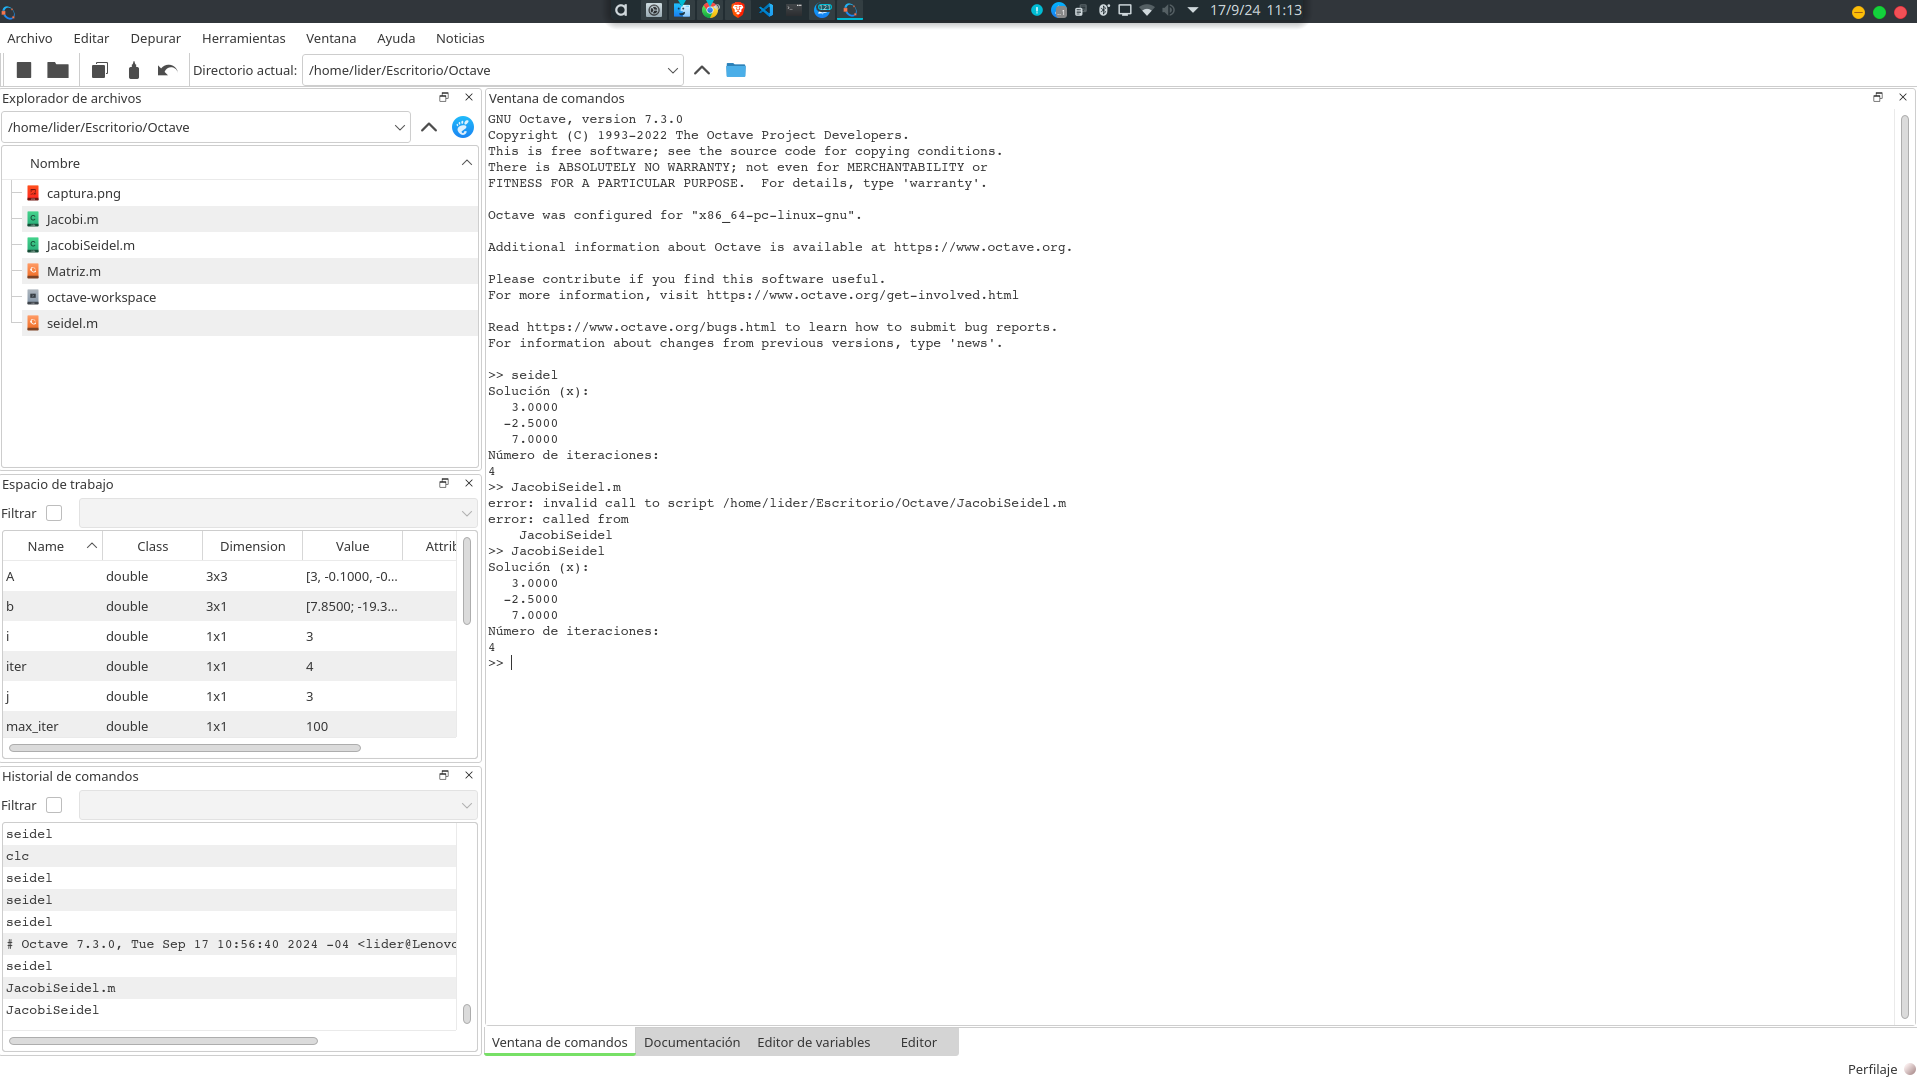 17/9/24 11:13
Archivo Editar Depurar Herramientas Ventana Ayuda Noticias
Directorio actual: /home/lider/Escritorio/Octave
Explorador de archivos
/home/lider/Escritorio/Octave
Nombre
captura.png
Jacobi.m
JacobiSeidel.m
Matriz.m
octave-workspace
seidel.m
Espacio de trabajo
Filtrar
Name Class Dimension Value Attrib
A double 3x3 [3, -0.1000, -0...
b double 3x1 [7.8500; -19.3...
i double 1x1 3
iter double 1x1 4
j double 1x1 3
max_iter double 1x1 100
Historial de comandos
Filtrar
seidel
clc
seidel
seidel
seidel
# Octave 7.3.0, Tue Sep 17 10:56:40 2024 -04 <lider@Lenovo
seidel
JacobiSeidel.m
JacobiSeidel
Ventana de comandos
GNU Octave, version 7.3.0
Copyright (C) 1993-2022 The Octave Project Developers.
This is free software; see the source code for copying conditions.
There is ABSOLUTELY NO WARRANTY; not even for MERCHANTABILITY or
FITNESS FOR A PARTICULAR PURPOSE.  For details, type 'warranty'.
Octave was configured for "x86_64-pc-linux-gnu".
Additional information about Octave is available at https://www.octave.org.
Please contribute if you find this software useful.
For more information, visit https://www.octave.org/get-involved.html
Read https://www.octave.org/bugs.html to learn how to submit bug reports.
For information about changes from previous versions, type 'news'.
>> seidel
Solución (x):
3.0000
-2.5000
7.0000
Número de iteraciones:
4
>> JacobiSeidel.m
error: invalid call to script /home/lider/Escritorio/Octave/JacobiSeidel.m
error: called from
JacobiSeidel
>> JacobiSeidel
Solución (x):
3.0000
-2.5000
7.0000
Número de iteraciones:
4
>>
Ventana de comandos Documentación Editor de variables Editor
Perfilaje